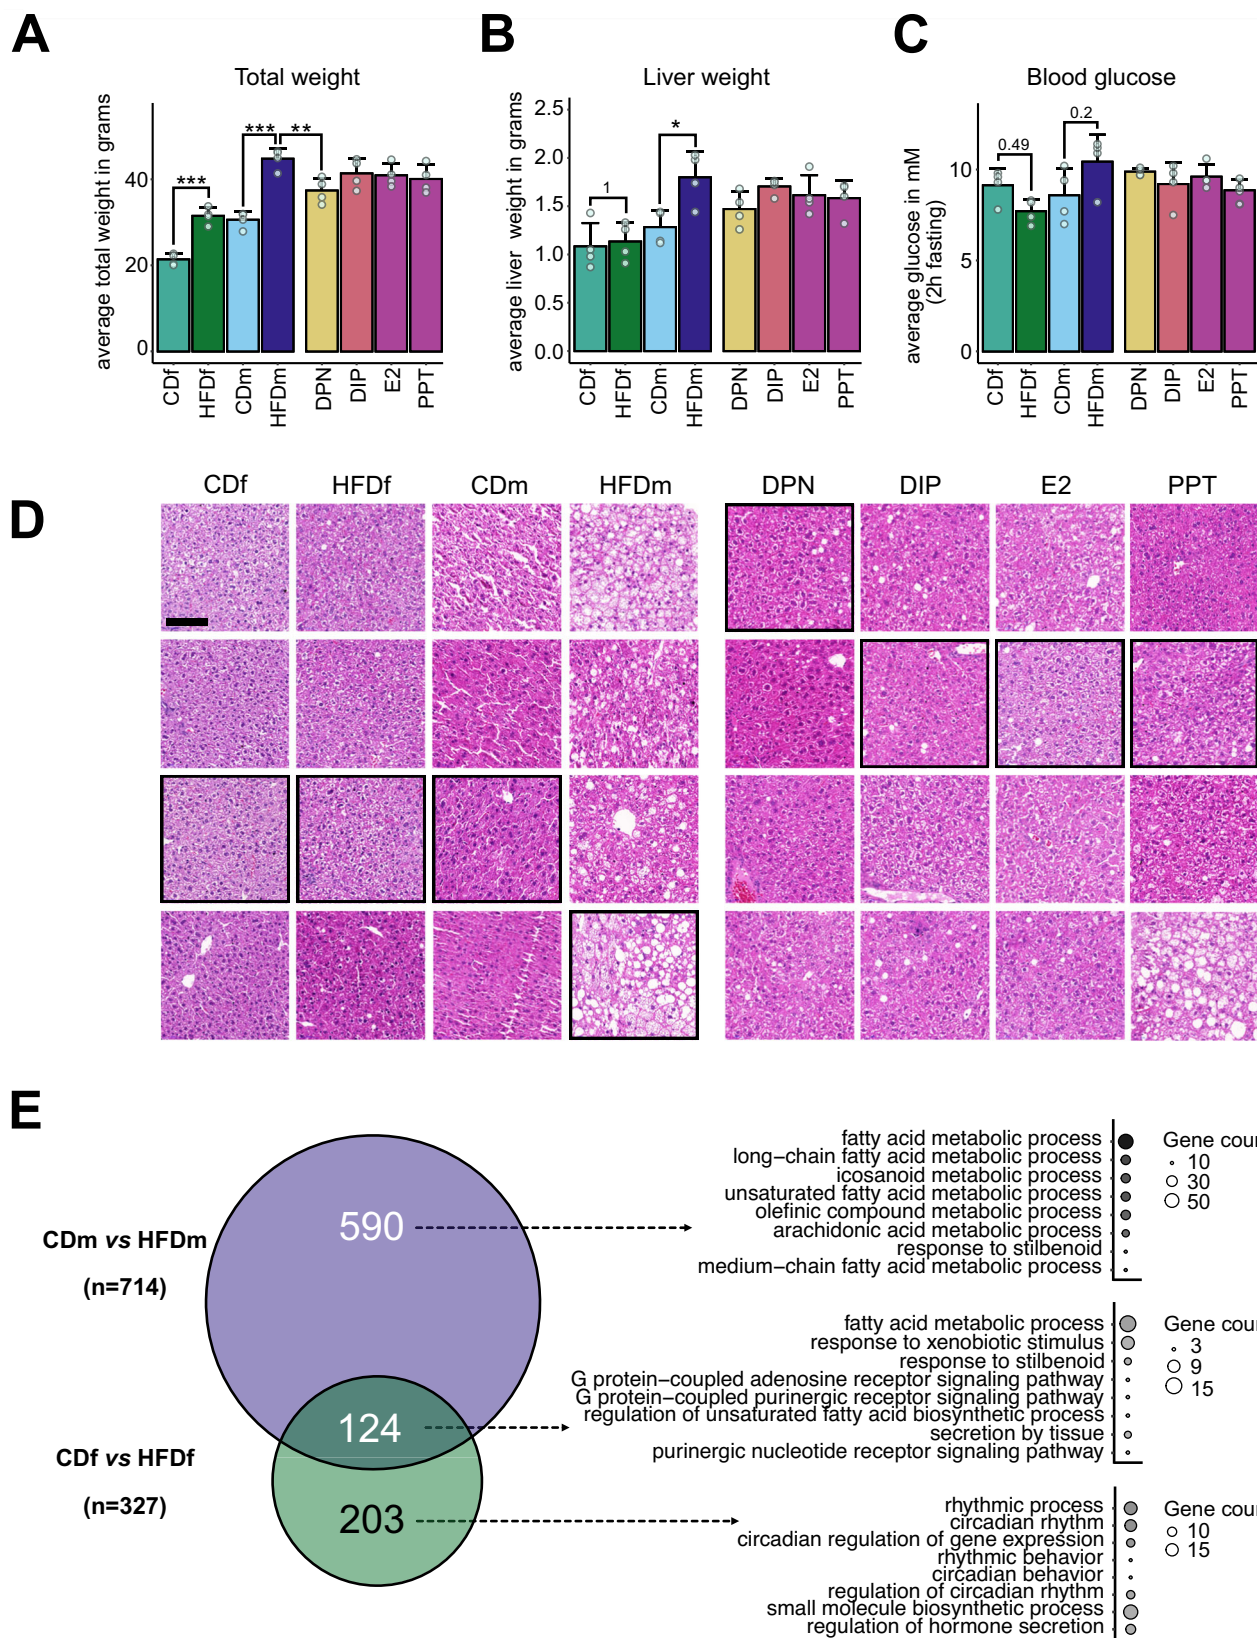 A
B
C
Total weight
Liver weight
Blood glucose
average total weight in grams
0
20
40
***
***
**
CDf
HFDf
CDm
HFDm
DPN
DIP
E2
PPT
average liver weight in grams
0.0
0.5
1.0
1.5
2.0
2.5
1
*
CDf
HFDf
CDm
HFDm
DPN
DIP
E2
PPT
average glucose in mM
(2h fasting)
0
5
10
0.49
0.2
CDf
HFDf
CDm
HFDm
DPN
DIP
E2
PPT
D
CDf
HFDf
CDm
HFDm
DPN
DIP
E2
PPT
E
CDm vs HFDm
(n=714)
CDf vs HFDf
(n=327)
590
124
203
fatty acid metabolic process
long−chain fatty acid metabolic process
icosanoid metabolic process
unsaturated fatty acid metabolic process
olefinic compound metabolic process
arachidonic acid metabolic process
response to stilbenoid
medium−chain fatty acid metabolic process
Gene coun
10
30
50
fatty acid metabolic process
response to xenobiotic stimulus
response to stilbenoid
G protein−coupled adenosine receptor signaling pathway
G protein−coupled purinergic receptor signaling pathway
regulation of unsaturated fatty acid biosynthetic process
secretion by tissue
purinergic nucleotide receptor signaling pathway
Gene coun
3
9
15
rhythmic process
circadian rhythm
circadian regulation of gene expression
rhythmic behavior
circadian behavior
regulation of circadian rhythm
small molecule biosynthetic process
regulation of hormone secretion
Gene coun
10
15